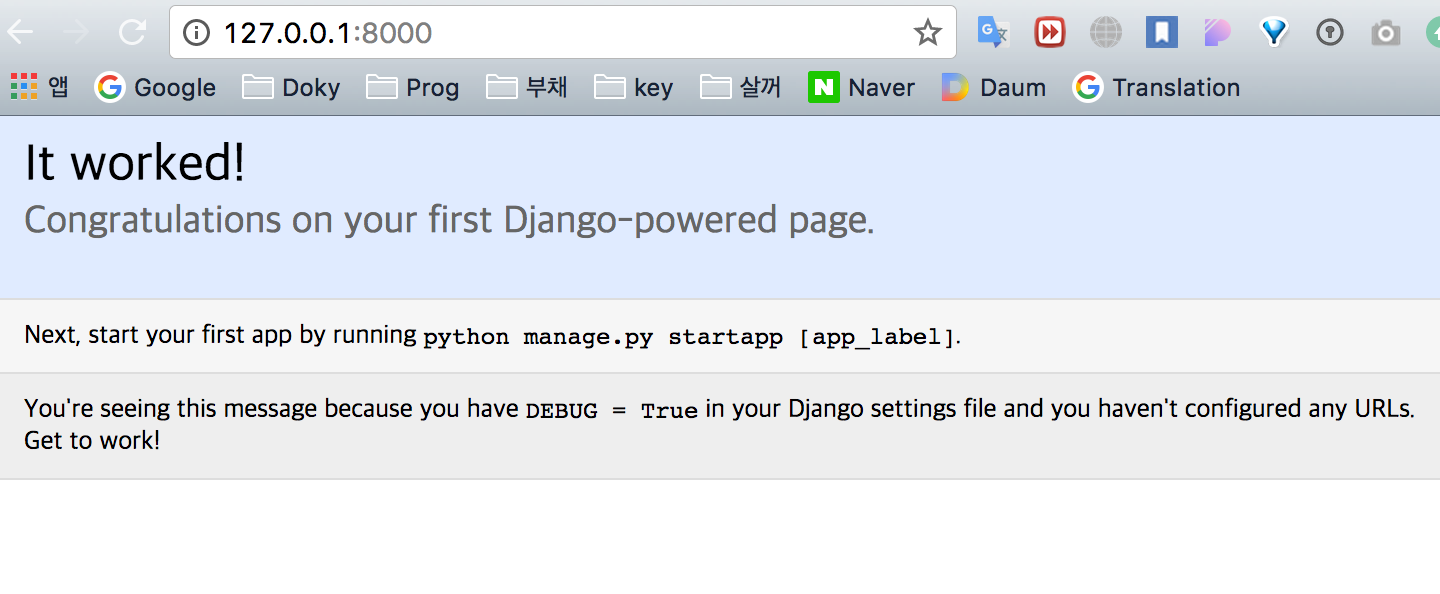 127.0.0.1:8000
앱 Google Doky Prog 부채 key 살꺼 N Naver Daum Translation
It worked!
Congratulations on your first Django-powered page.
Next, start your first app by running python manage.py startapp [app_label].
You're seeing this message because you have DEBUG = True in your Django settings file and you haven't configured any URLs.
Get to work!